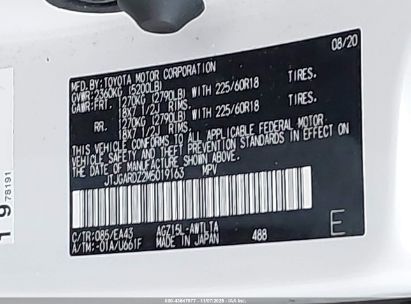 08/20
MFD.BY:TOYOTA MOTOR CORPORATION
GVWR:2360KG (5200LB)
GAWR:FRT. 1270KG (2790LB) WITH 225/60R18 TIRES,
18X7 1/2J RIMS.
RR. 1270KG (2790LB) WITH 225/60R18 TIRES,
18X7 1/2J RIMS.
THIS VEHICLE CONFORMS TO ALL APPLICABLE FEDERAL MOTOR
VEHICLE SAFETY AND THEFT PREVENTION STANDARDS IN EFFECT ON
THE DATE OF MANUFACTURE SHOWN ABOVE.
JTJGARDZ2M5019163 MPV
C/TR:085/EA43 AGZ15L-AWTLTA
A/TM:-01A/U661F MADE IN JAPAN 488
E
19
78191